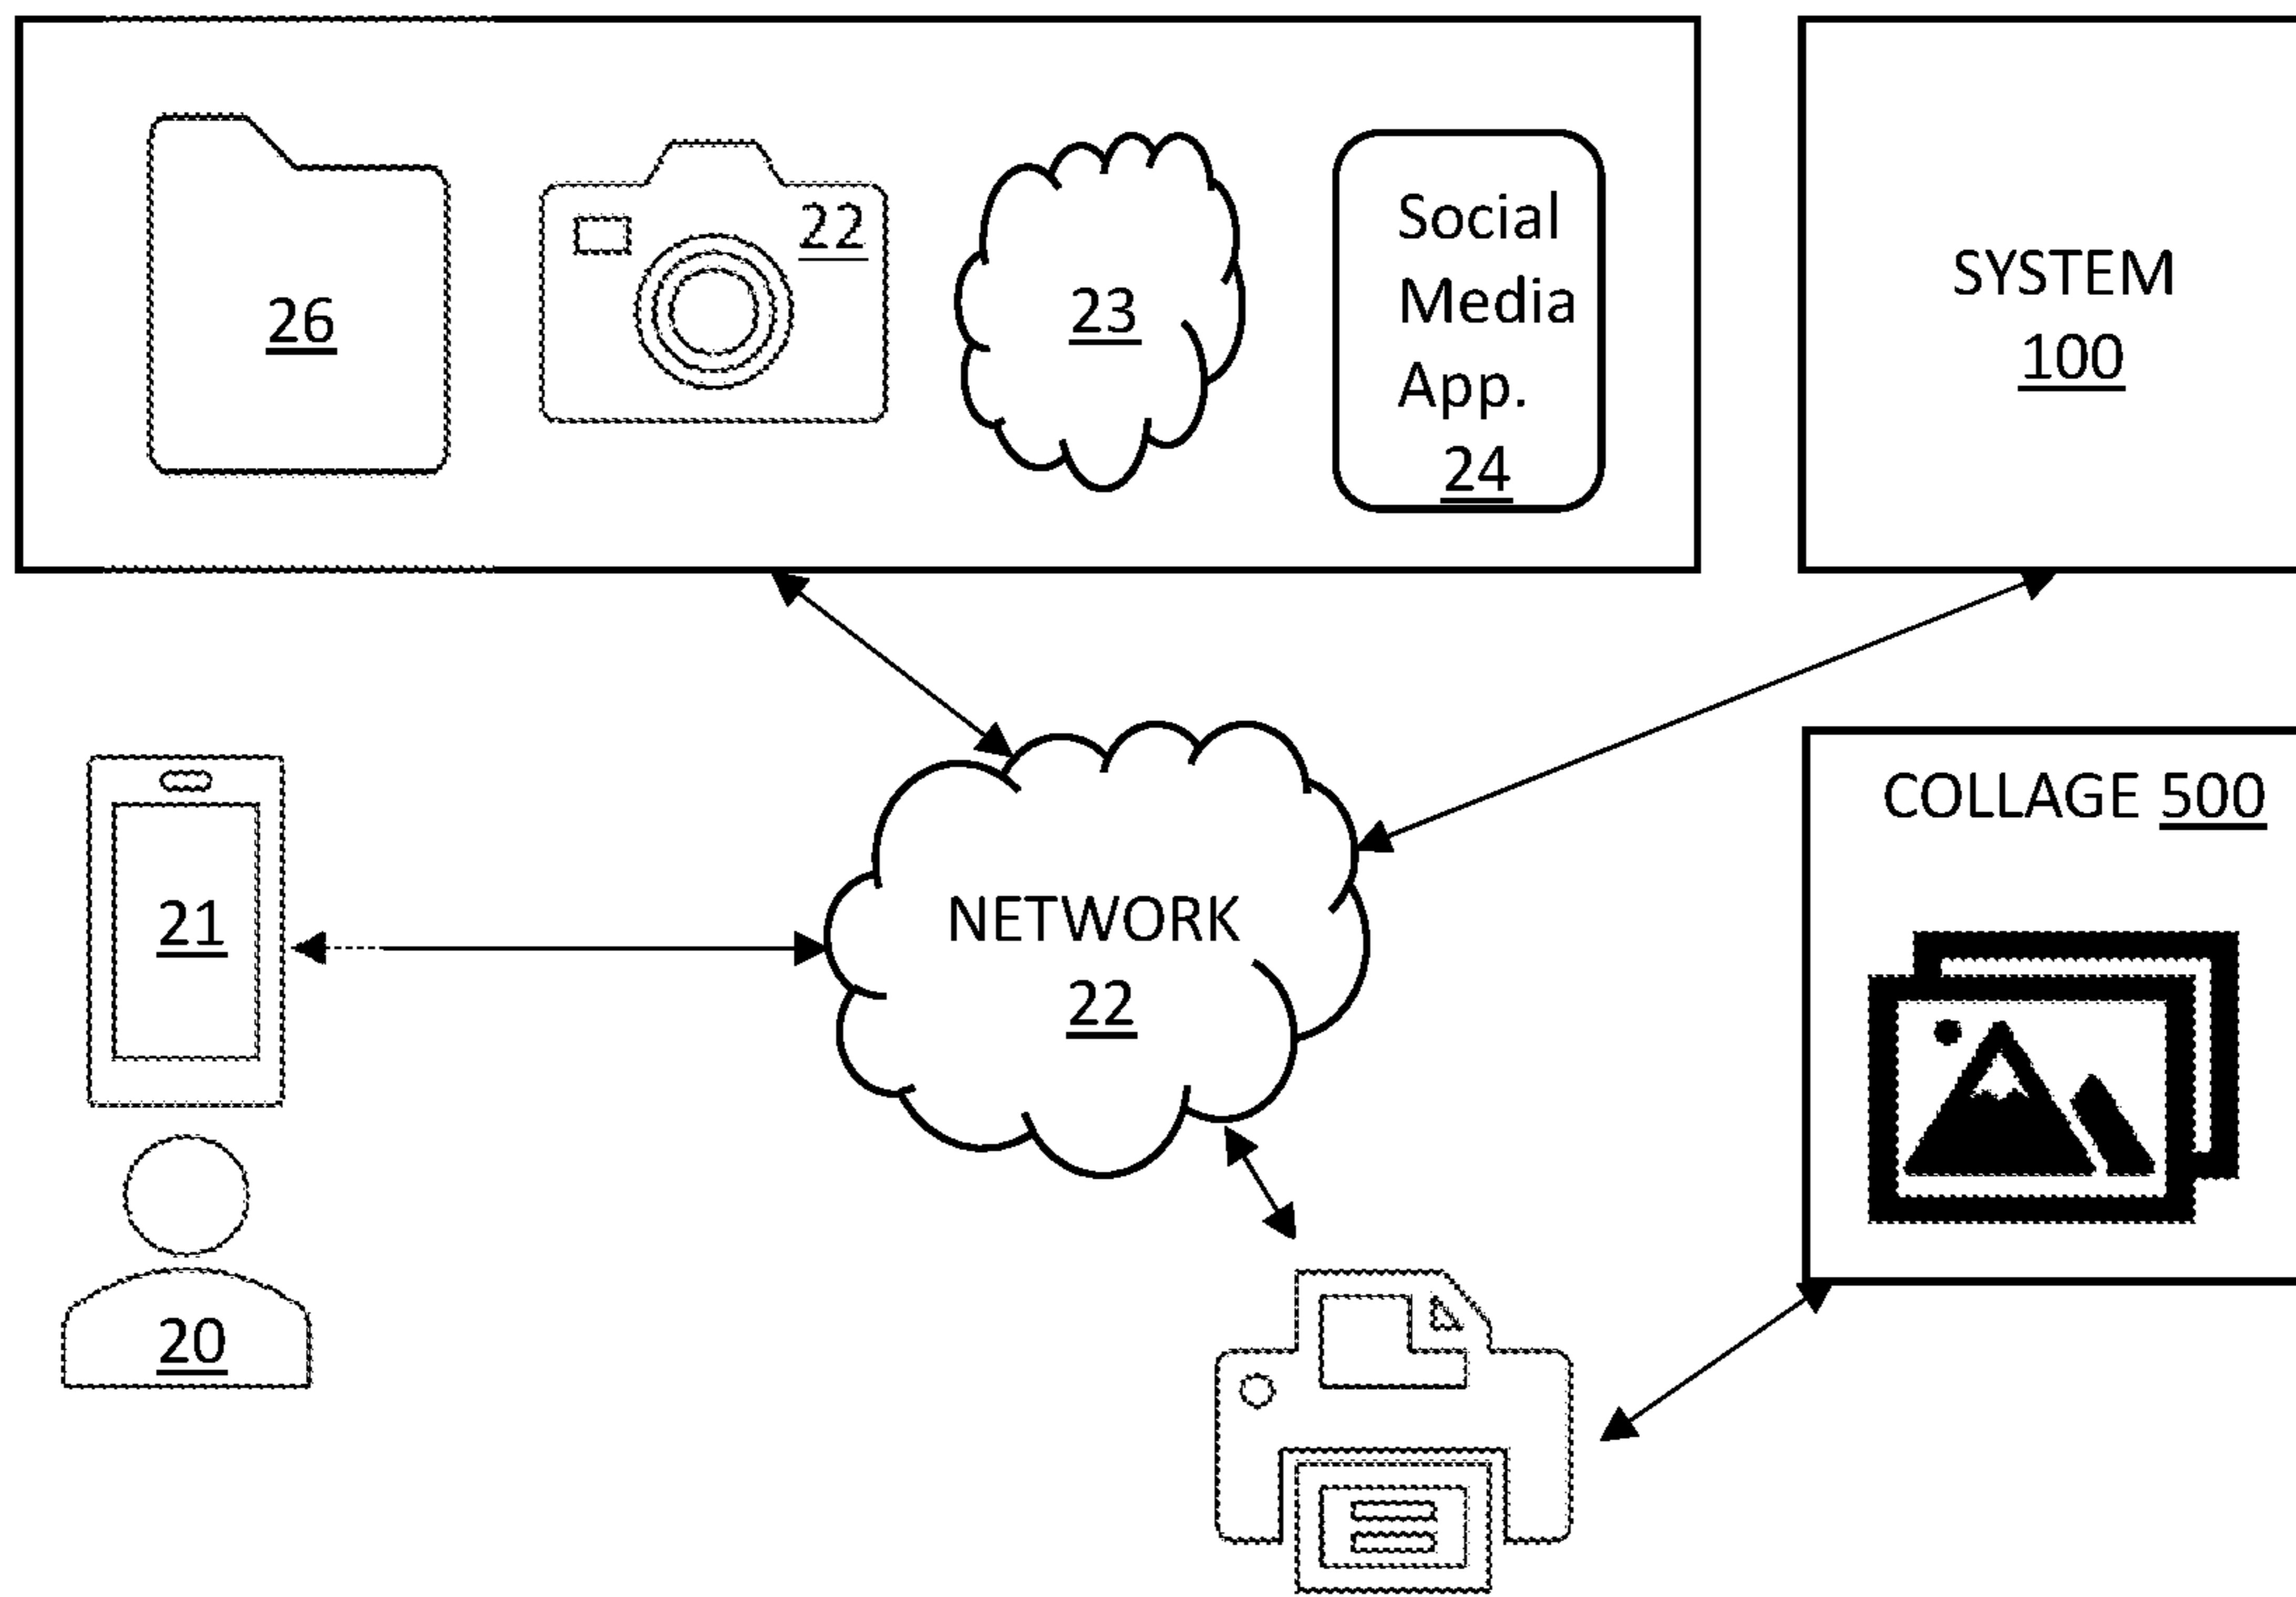 26
22
23
Social
Media
App.
24
SYSTEM
100
21
NETWORK
22
COLLAGE 500
20